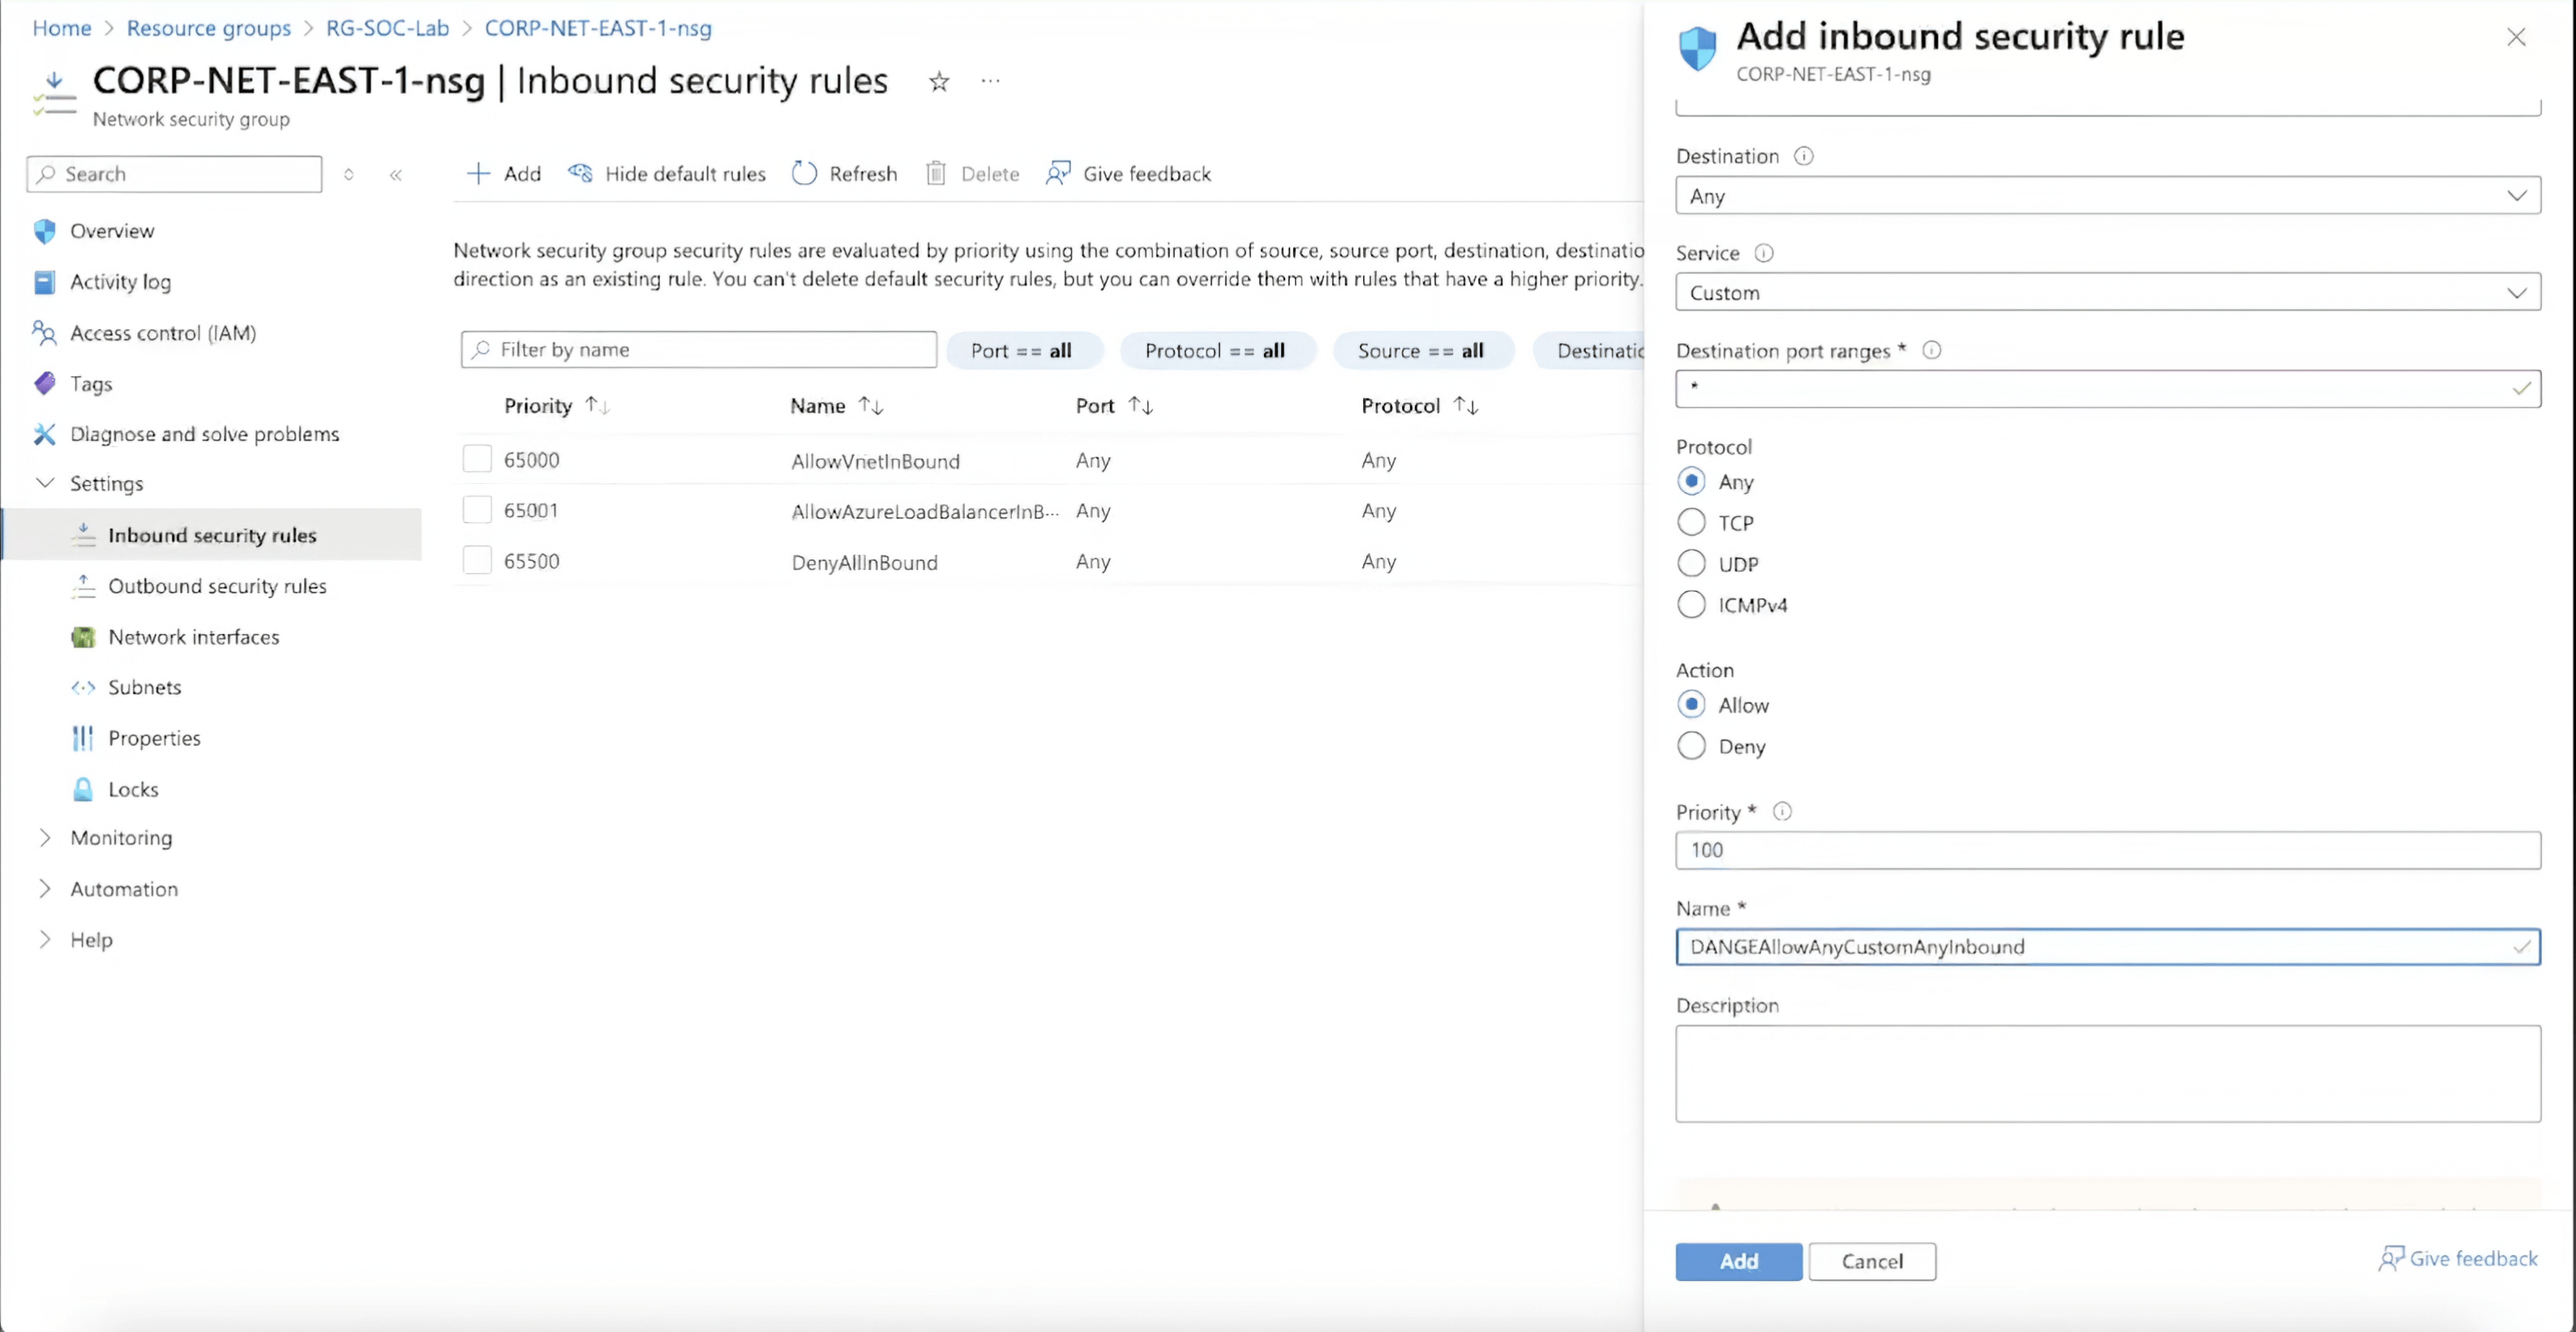 Home > Resource groups > RG-SOC-Lab > CORP-NET-EAST-1-nsg
CORP-NET-EAST-1-nsg | Inbound security rules
Network security group
Search
Overview
Activity log
Access control (IAM)
Tags
Diagnose and solve problems
Settings
Inbound security rules
Outbound security rules
Network interfaces
Subnets
Properties
Locks
Monitoring
Automation
Help
Add Hide default rules Refresh Delete Give feedback
Network security group security rules are evaluated by priority using the combination of source, source port, destination, destinatio
direction as an existing rule. You can't delete default security rules, but you can override them with rules that have a higher priority.
Filter by name Port == all Protocol == all Source == all Destinatic
Priority Name Port Protocol
65000 AllowVnetInBound Any Any
65001 AllowAzureLoadBalancerInB... Any Any
65500 DenyAllInBound Any Any
Add inbound security rule
CORP-NET-EAST-1-nsg
Destination
Any
Service
Custom
Destination port ranges *
*
Protocol
Any
TCP
UDP
ICMPv4
Action
Allow
Deny
Priority *
100
Name *
DANGEAllowAnyCustomAnyInbound
Description
Add Cancel Give feedback